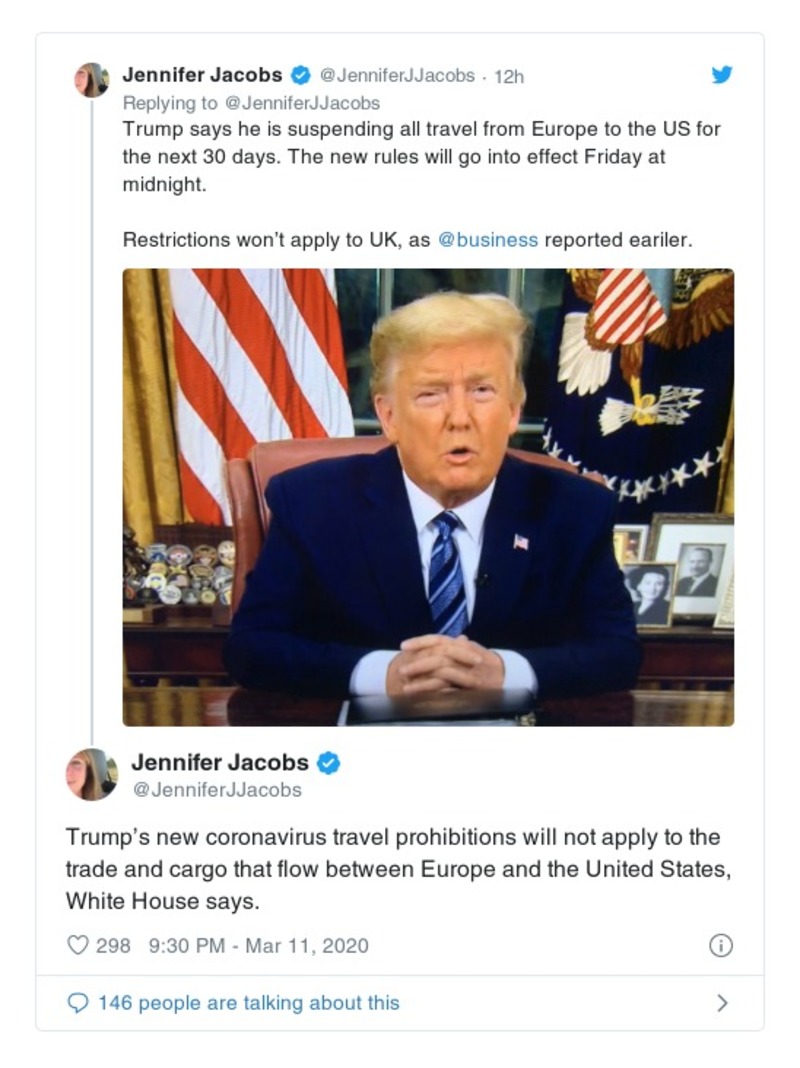 Jennifer Jacobs @JenniferJJacobs · 12h
Replying to @JenniferJJacobs
Trump says he is suspending all travel from Europe to the US for
the next 30 days. The new rules will go into effect Friday at
midnight.
Restrictions won't apply to UK, as @business reported eariler.
Jennifer Jacobs
@JenniferJJacobs
Trump's new coronavirus travel prohibitions will not apply to the
trade and cargo that flow between Europe and the United States,
White House says.
298 9:30 PM - Mar 11, 2020
146 people are talking about this